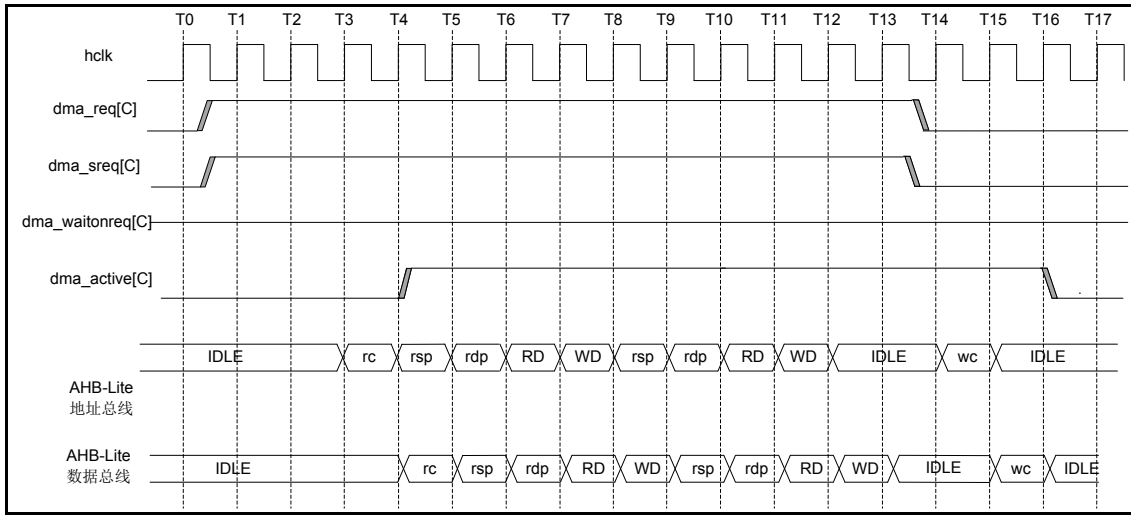 T0 T1 T2 T3 T4 T5 T6 T7 T8 T9 T10 T11 T12 T13 T14 T15 T16 T17
hclk
dma_req[C]
dma_sreq[C]
dma_waitonreq[C]
dma_active[C]
IDLE rc rsp rdp RD WD rsp rdp RD WD IDLE wc IDLE
AHB-Lite
地址总线
AHB-Lite
数据总线
IDLE rc rsp rdp RD WD rsp rdp RD WD IDLE wc IDLE